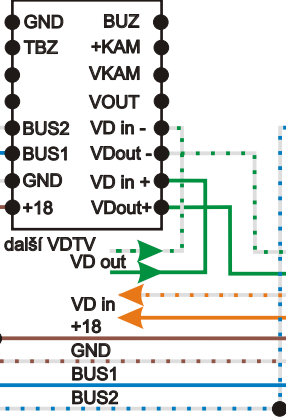 GND BUZ
TBZ +KAM
VKAM
VOUT
BUS2 VD in -
BUS1 VDout -
GND VD in +
+18 VDout+
další VDTV
VD out
VD in
+18
GND
BUS1
BUS2